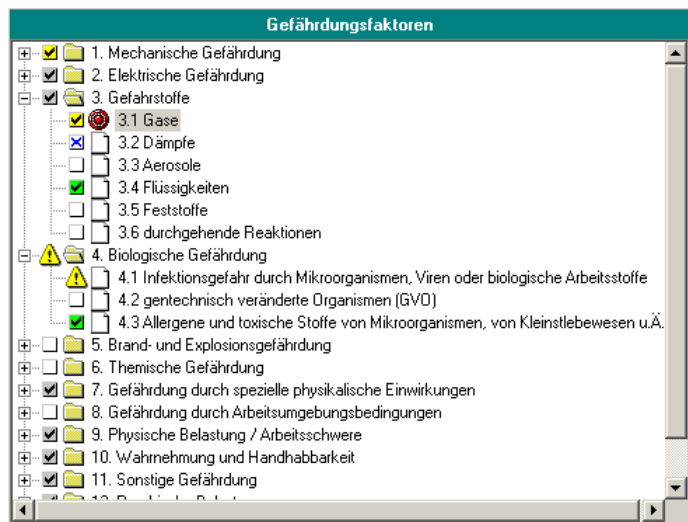 Gefährdungsfaktoren
1. Mechanische Gefährdung
2. Elektrische Gefährdung
3. Gefahrstoffe
3.1 Gase
3.2 Dämpfe
3.3 Aerosole
3.4 Flüssigkeiten
3.5 Feststoffe
3.6 durchgehende Reaktionen
4. Biologische Gefährdung
4.1 Infektionsgefahr durch Mikroorganismen, Viren oder biologische Arbeitsstoffe
4.2 gentechnisch veränderte Organismen (GVO)
4.3 Allergene und toxische Stoffe von Mikroorganismen, von Kleinstlebewesen u.Ä.
5. Brand- und Explosionsgefährdung
6. Themische Gefährdung
7. Gefährdung durch spezielle physikalische Einwirkungen
8. Gefährdung durch Arbeitsumgebungsbedingungen
9. Physische Belastung / Arbeitsschwere
10. Wahrnehmung und Handhabbarkeit
11. Sonstige Gefährdung